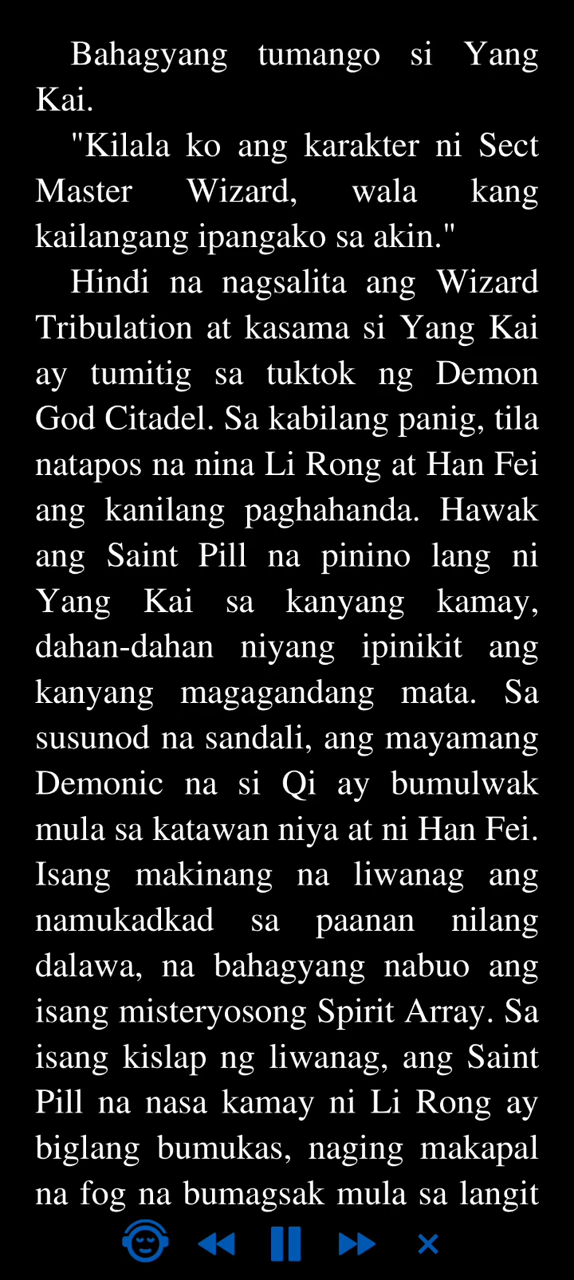 Bahagyang tumango si Yang
Kai.
"Kilala ko ang karakter ni Sect
Master Wizard, wala kang
kailangang ipangako sa akin."
Hindi na nagsalita ang Wizard
Tribulation at kasama si Yang Kai
ay tumitig sa tuktok ng Demon
God Citadel. Sa kabilang panig, tila
natapos na nina Li Rong at Han Fei
ang kanilang paghahanda. Hawak
ang Saint Pill na pinino lang ni
Yang Kai sa kanyang kamay,
dahan-dahan niyang ipinikit ang
kanyang magagandang mata. Sa
susunod na sandali, ang mayamang
Demonic na si Qi ay bumulwak
mula sa katawan niya at ni Han Fei.
Isang makinang na liwanag ang
namukadkad sa paanan nilang
dalawa, na bahagyang nabuo ang
isang misteryosong Spirit Array. Sa
isang kislap ng liwanag, ang Saint
Pill na nasa kamay ni Li Rong ay
biglang bumukas, naging makapal
na fog na bumagsak mula sa langit